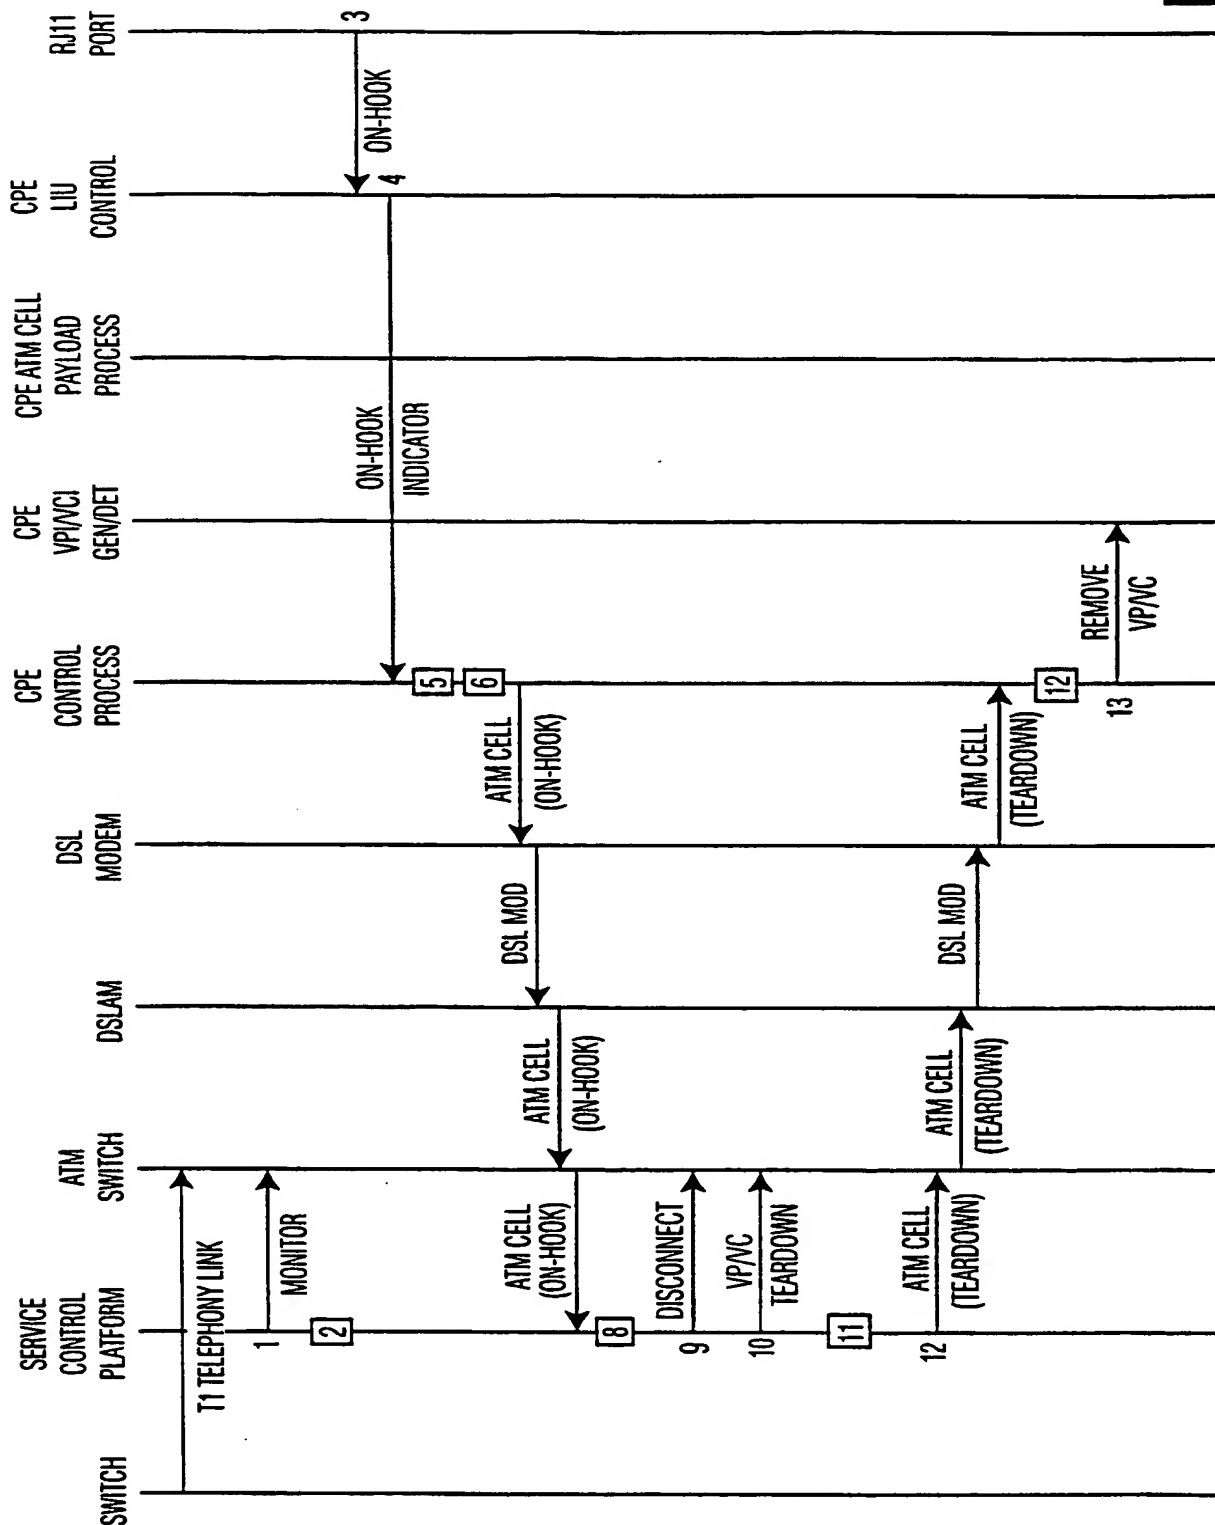 SWITCH
SERVICE
CONTROL
PLATFORM
ATM
SWITCH
DSLAM
DSL
MODEM
CPE
CONTROL
PROCESS
CPE
VPI/VCI
GEN/DET
CPE ATM CELL
PAYLOAD
PROCESS
CPE
LIU
CONTROL
RJ11
PORT
T1 TELEPHONY LINK
1
MONITOR
2
3
ON-HOOK
4
ON-HOOK
INDICATOR
5
6
ATM CELL
(ON-HOOK)
DSL MOD
ATM CELL
(ON-HOOK)
ATM CELL
(ON-HOOK)
8
9
DISCONNECT
10
VP/VC
TEARDOWN
11
12
ATM CELL
(TEARDOWN)
ATM CELL
(TEARDOWN)
DSL MOD
ATM CELL
(TEARDOWN)
12
13
REMOVE
VP/VC